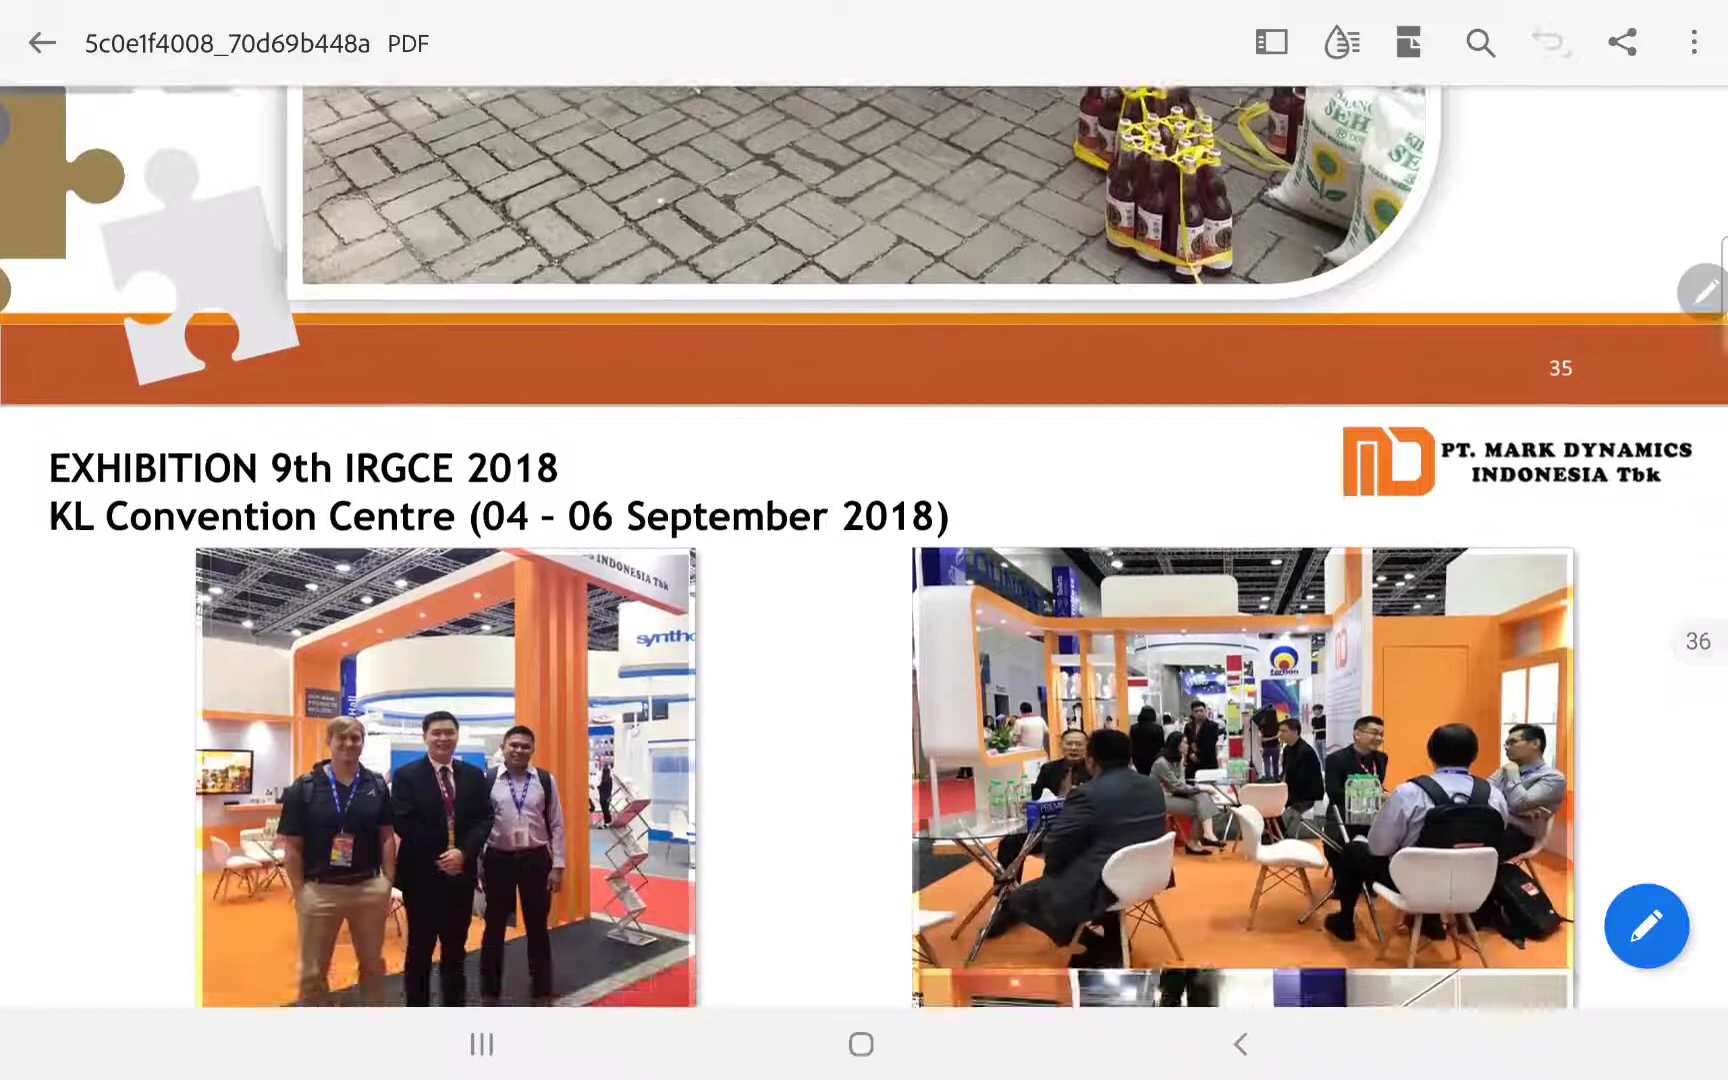 5c0e1f4008_70d69b448a PDF
SEH
35
EXHIBITION 9th IRGCE 2018
KL Convention Centre (04 – 06 September 2018)
PT. MARK DYNAMICS
INDONESIA Tbk
INDONESIA Tbk
synth
36